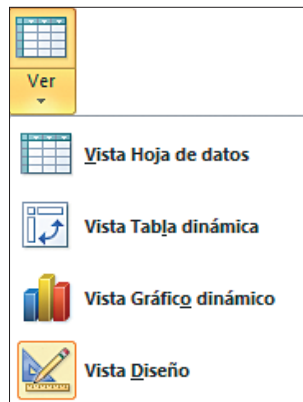 Ver
Vista Hoja de datos
Vista Tabla dinámica
Vista Gráfico dinámico
Vista Diseño